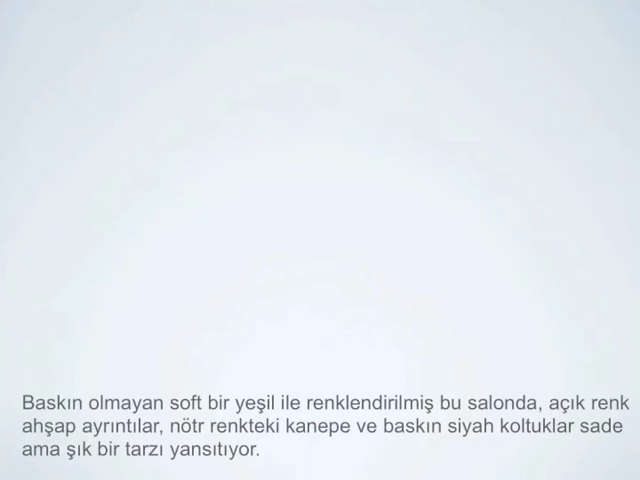 Baskın olmayan soft bir yeşil ile renklendirilmiş bu salonda, açık renk
ahşap ayrıntılar, nötr renkteki kanepe ve baskın siyah koltuklar sade
ama şık bir tarzı yansıtıyor.